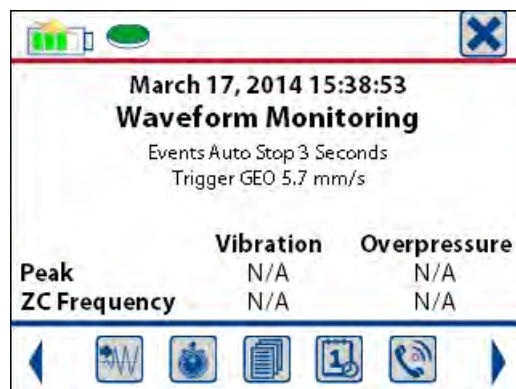 March 17, 2014 15:38:53
Waveform Monitoring
Events Auto Stop 3 Seconds
Trigger GEO 5.7 mm/s
Vibration Overpressure
Peak N/A N/A
ZC Frequency N/A N/A
1